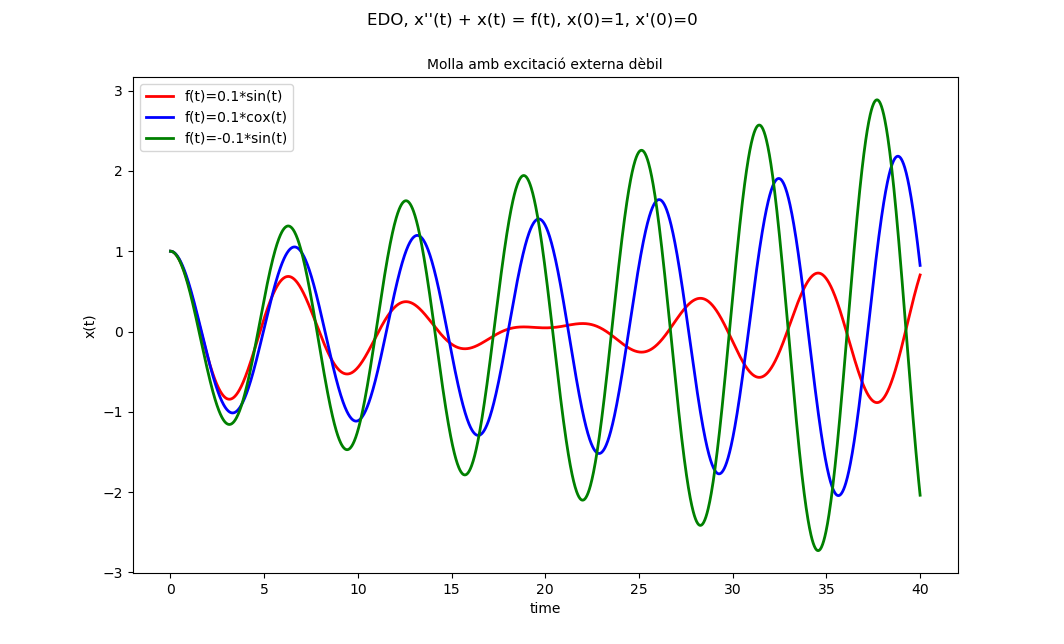 EDO, x''(t) + x(t) = f(t), x(0)=1, x'(0)=0
Molla amb excitació externa dèbil
f(t)=0.1*sin(t)
f(t)=0.1*cox(t)
f(t)=-0.1*sin(t)
x(t)
3
2
1
0
−1
−2
−3
0 5 10 15 20 25 30 35 40
time